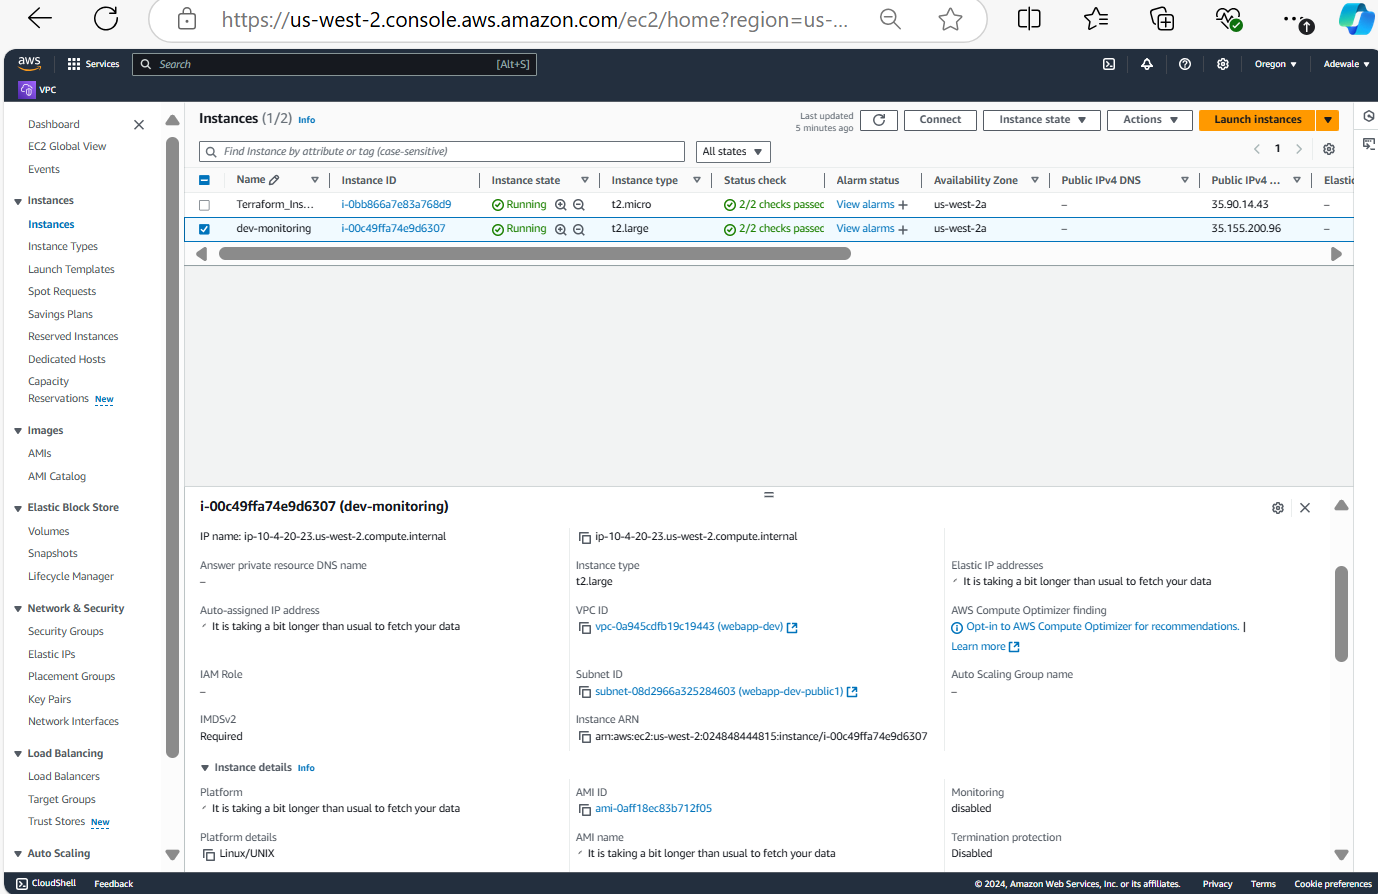 https://us-west-2.console.aws.amazon.com/ec2/home?region=us-...
aws
Services
Search
[Alt+S]
Oregon
Adewale
VPC
Dashboard
EC2 Global View
Events
Instances
Instances
Instance Types
Launch Templates
Spot Requests
Savings Plans
Reserved Instances
Dedicated Hosts
Capacity
Reservations New
Images
AMIs
AMI Catalog
Elastic Block Store
Volumes
Snapshots
Lifecycle Manager
Network & Security
Security Groups
Elastic IPs
Placement Groups
Key Pairs
Network Interfaces
Load Balancing
Load Balancers
Target Groups
Trust Stores New
Auto Scaling
Instances (1/2) Info
Last updated
5 minutes ago
Connect
Instance state
Actions
Launch instances
Find Instance by attribute or tag (case-sensitive)
All states
1
Name Instance ID Instance state Instance type Status check Alarm status Availability Zone Public IPv4 DNS Public IPv4 ... Elastic
Terraform_Ins... i-0bb866a7e83a768d9 Running t2.micro 2/2 checks passed View alarms + us-west-2a – 35.90.14.43 –
dev-monitoring i-00c49ffa74e9d6307 Running t2.large 2/2 checks passed View alarms + us-west-2a – 35.155.200.96 –
i-00c49ffa74e9d6307 (dev-monitoring)
IP name: ip-10-4-20-23.us-west-2.compute.internal
ip-10-4-20-23.us-west-2.compute.internal
Answer private resource DNS name
–
Instance type
t2.large
Elastic IP addresses
It is taking a bit longer than usual to fetch your data
Auto-assigned IP address
It is taking a bit longer than usual to fetch your data
VPC ID
vpc-0a945cdfb19c19443 (webapp-dev)
AWS Compute Optimizer finding
Opt-in to AWS Compute Optimizer for recommendations. |
Learn more
IAM Role
–
Subnet ID
subnet-08d2966a325284603 (webapp-dev-public1)
Auto Scaling Group name
–
IMDSv2
Required
Instance ARN
arn:aws:ec2:us-west-2:024848444815:instance/i-00c49ffa74e9d6307
Instance details Info
Platform
It is taking a bit longer than usual to fetch your data
AMI ID
ami-0aff18ec83b712f05
Monitoring
disabled
Platform details
Linux/UNIX
AMI name
It is taking a bit longer than usual to fetch your data
Termination protection
Disabled
CloudShell
Feedback
© 2024, Amazon Web Services, Inc. or its affiliates.
Privacy
Terms
Cookie preferences